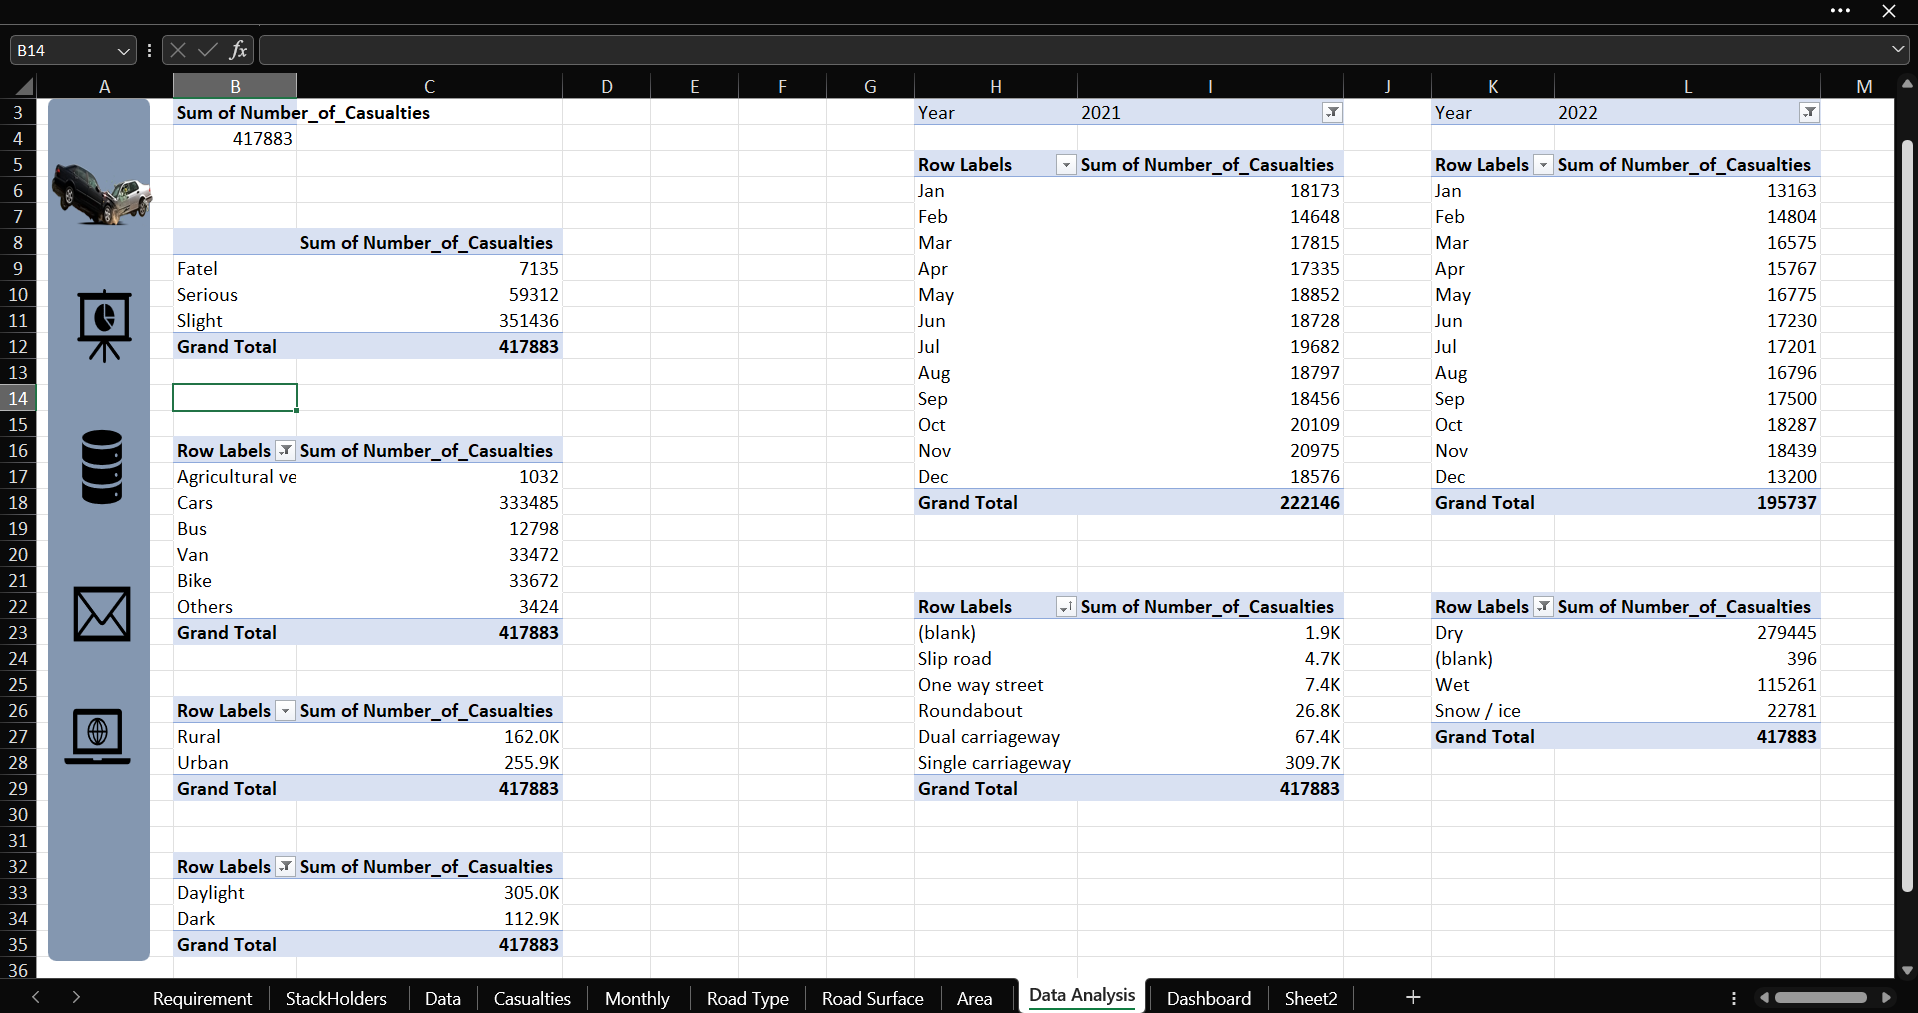 B14
fx
A B C D E F G H I J K L M
3 Sum of Number_of_Casualties Year 2021 Year 2022
4 417883
5 Row Labels Sum of Number_of_Casualties Row Labels Sum of Number_of_Casualties
6 Jan 18173 Jan 13163
7 Feb 14648 Feb 14804
8 Sum of Number_of_Casualties Mar 17815 Mar 16575
9 Fatel 7135 Apr 17335 Apr 15767
10 Serious 59312 May 18852 May 16775
11 Slight 351436 Jun 18728 Jun 17230
12 Grand Total 417883 Jul 19682 Jul 17201
13 Aug 18797 Aug 16796
14 Sep 18456 Sep 17500
15 Oct 20109 Oct 18287
16 Row Labels Sum of Number_of_Casualties Nov 20975 Nov 18439
17 Agricultural ve 1032 Dec 18576 Dec 13200
18 Cars 333485 Grand Total 222146 Grand Total 195737
19 Bus 12798
20 Van 33472
21 Bike 33672
22 Others 3424 Row Labels Sum of Number_of_Casualties Row Labels Sum of Number_of_Casualties
23 Grand Total 417883 (blank) 1.9K Dry 279445
24 Slip road 4.7K (blank) 396
25 One way street 7.4K Wet 115261
26 Row Labels Sum of Number_of_Casualties Roundabout 26.8K Snow / ice 22781
27 Rural 162.0K Dual carriageway 67.4K Grand Total 417883
28 Urban 255.9K Single carriageway 309.7K
29 Grand Total 417883 Grand Total 417883
30
31
32 Row Labels Sum of Number_of_Casualties
33 Daylight 305.0K
34 Dark 112.9K
35 Grand Total 417883
36
Requirement StackHolders Data Casualties Monthly Road Type Road Surface Area Data Analysis Dashboard Sheet2